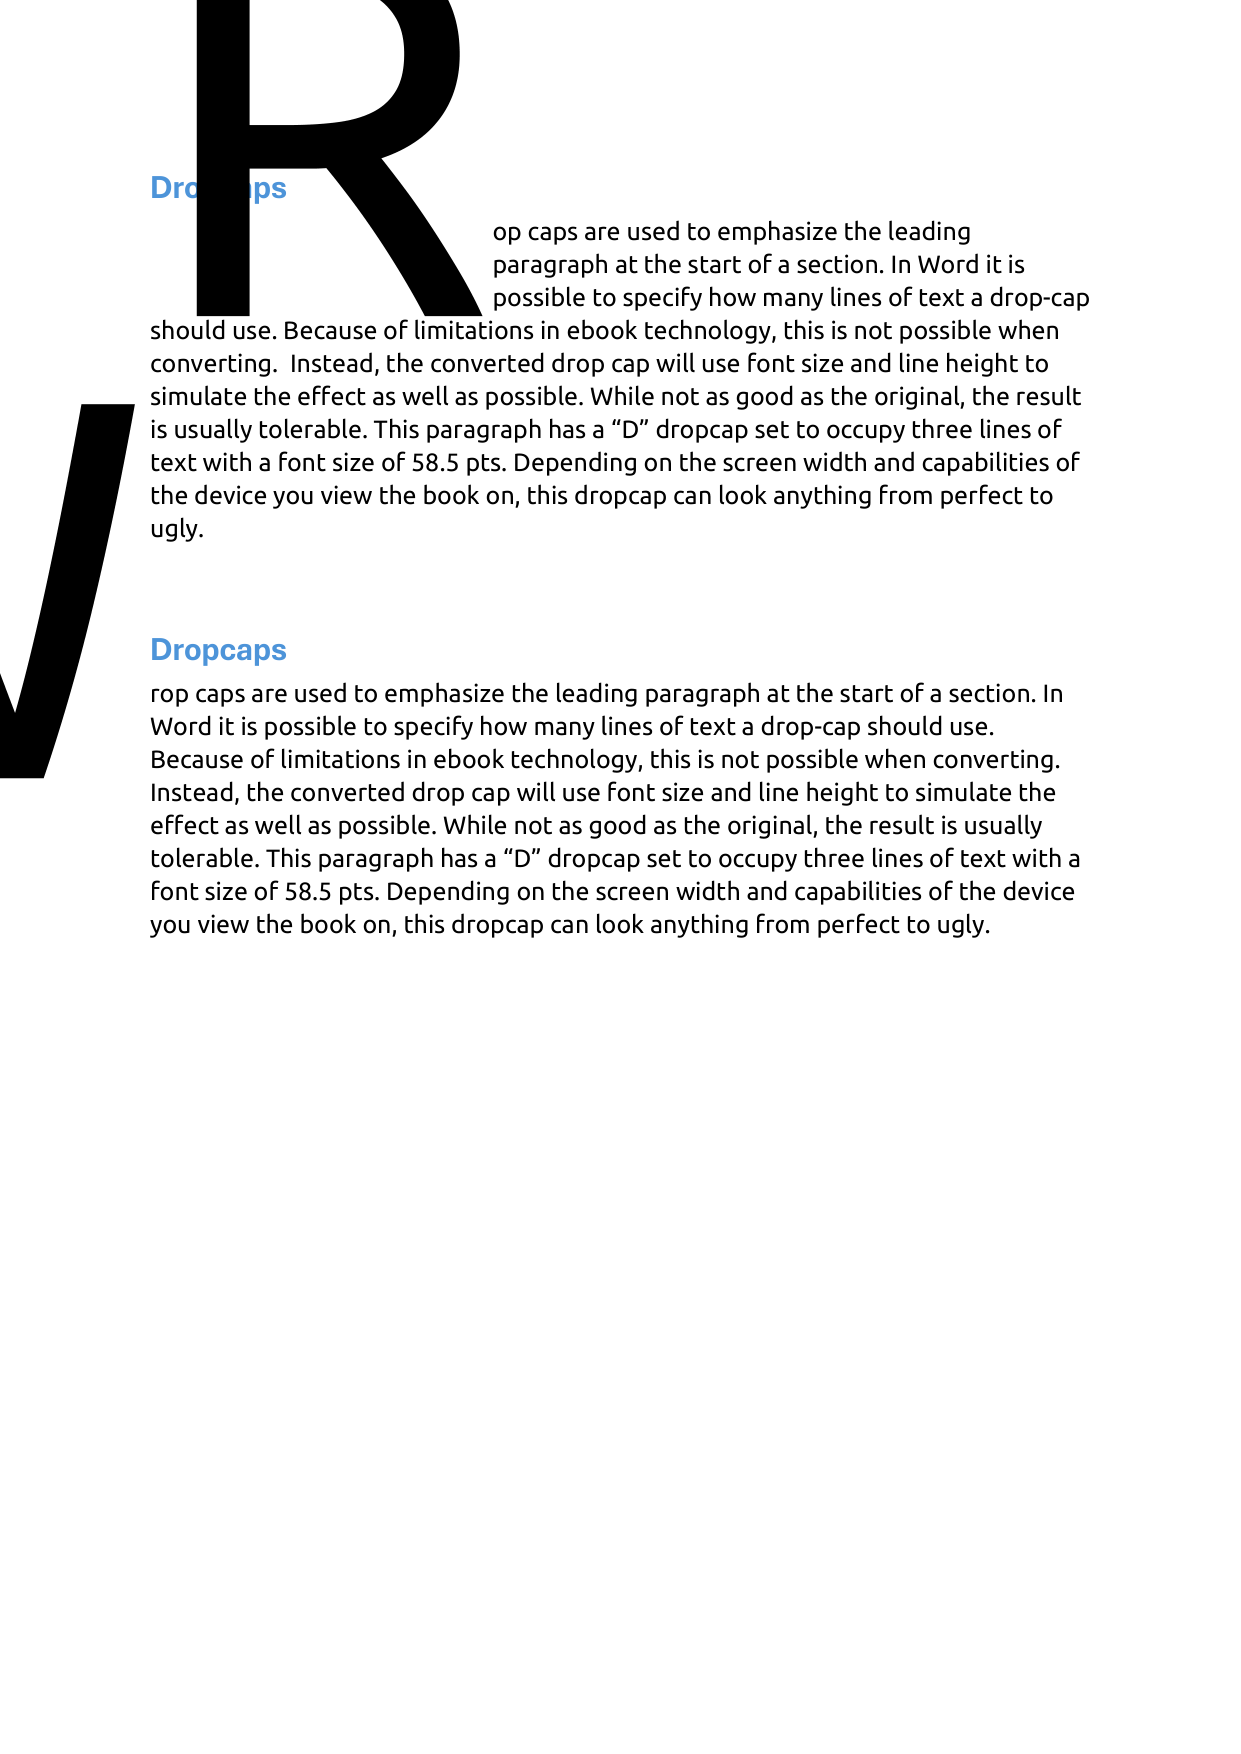 Dropcaps
R
op caps are used to emphasize the leading
paragraph at the start of a section. In Word it is
possible to specify how many lines of text a drop-cap
should use. Because of limitations in ebook technology, this is not possible when
converting.  Instead, the converted drop cap will use font size and line height to
simulate the effect as well as possible. While not as good as the original, the result
is usually tolerable. This paragraph has a “D” dropcap set to occupy three lines of
text with a font size of 58.5 pts. Depending on the screen width and capabilities of
the device you view the book on, this dropcap can look anything from perfect to
ugly.
Dropcaps
rop caps are used to emphasize the leading paragraph at the start of a section. In
Word it is possible to specify how many lines of text a drop-cap should use.
Because of limitations in ebook technology, this is not possible when converting.
Instead, the converted drop cap will use font size and line height to simulate the
effect as well as possible. While not as good as the original, the result is usually
tolerable. This paragraph has a “D” dropcap set to occupy three lines of text with a
font size of 58.5 pts. Depending on the screen width and capabilities of the device
you view the book on, this dropcap can look anything from perfect to ugly.